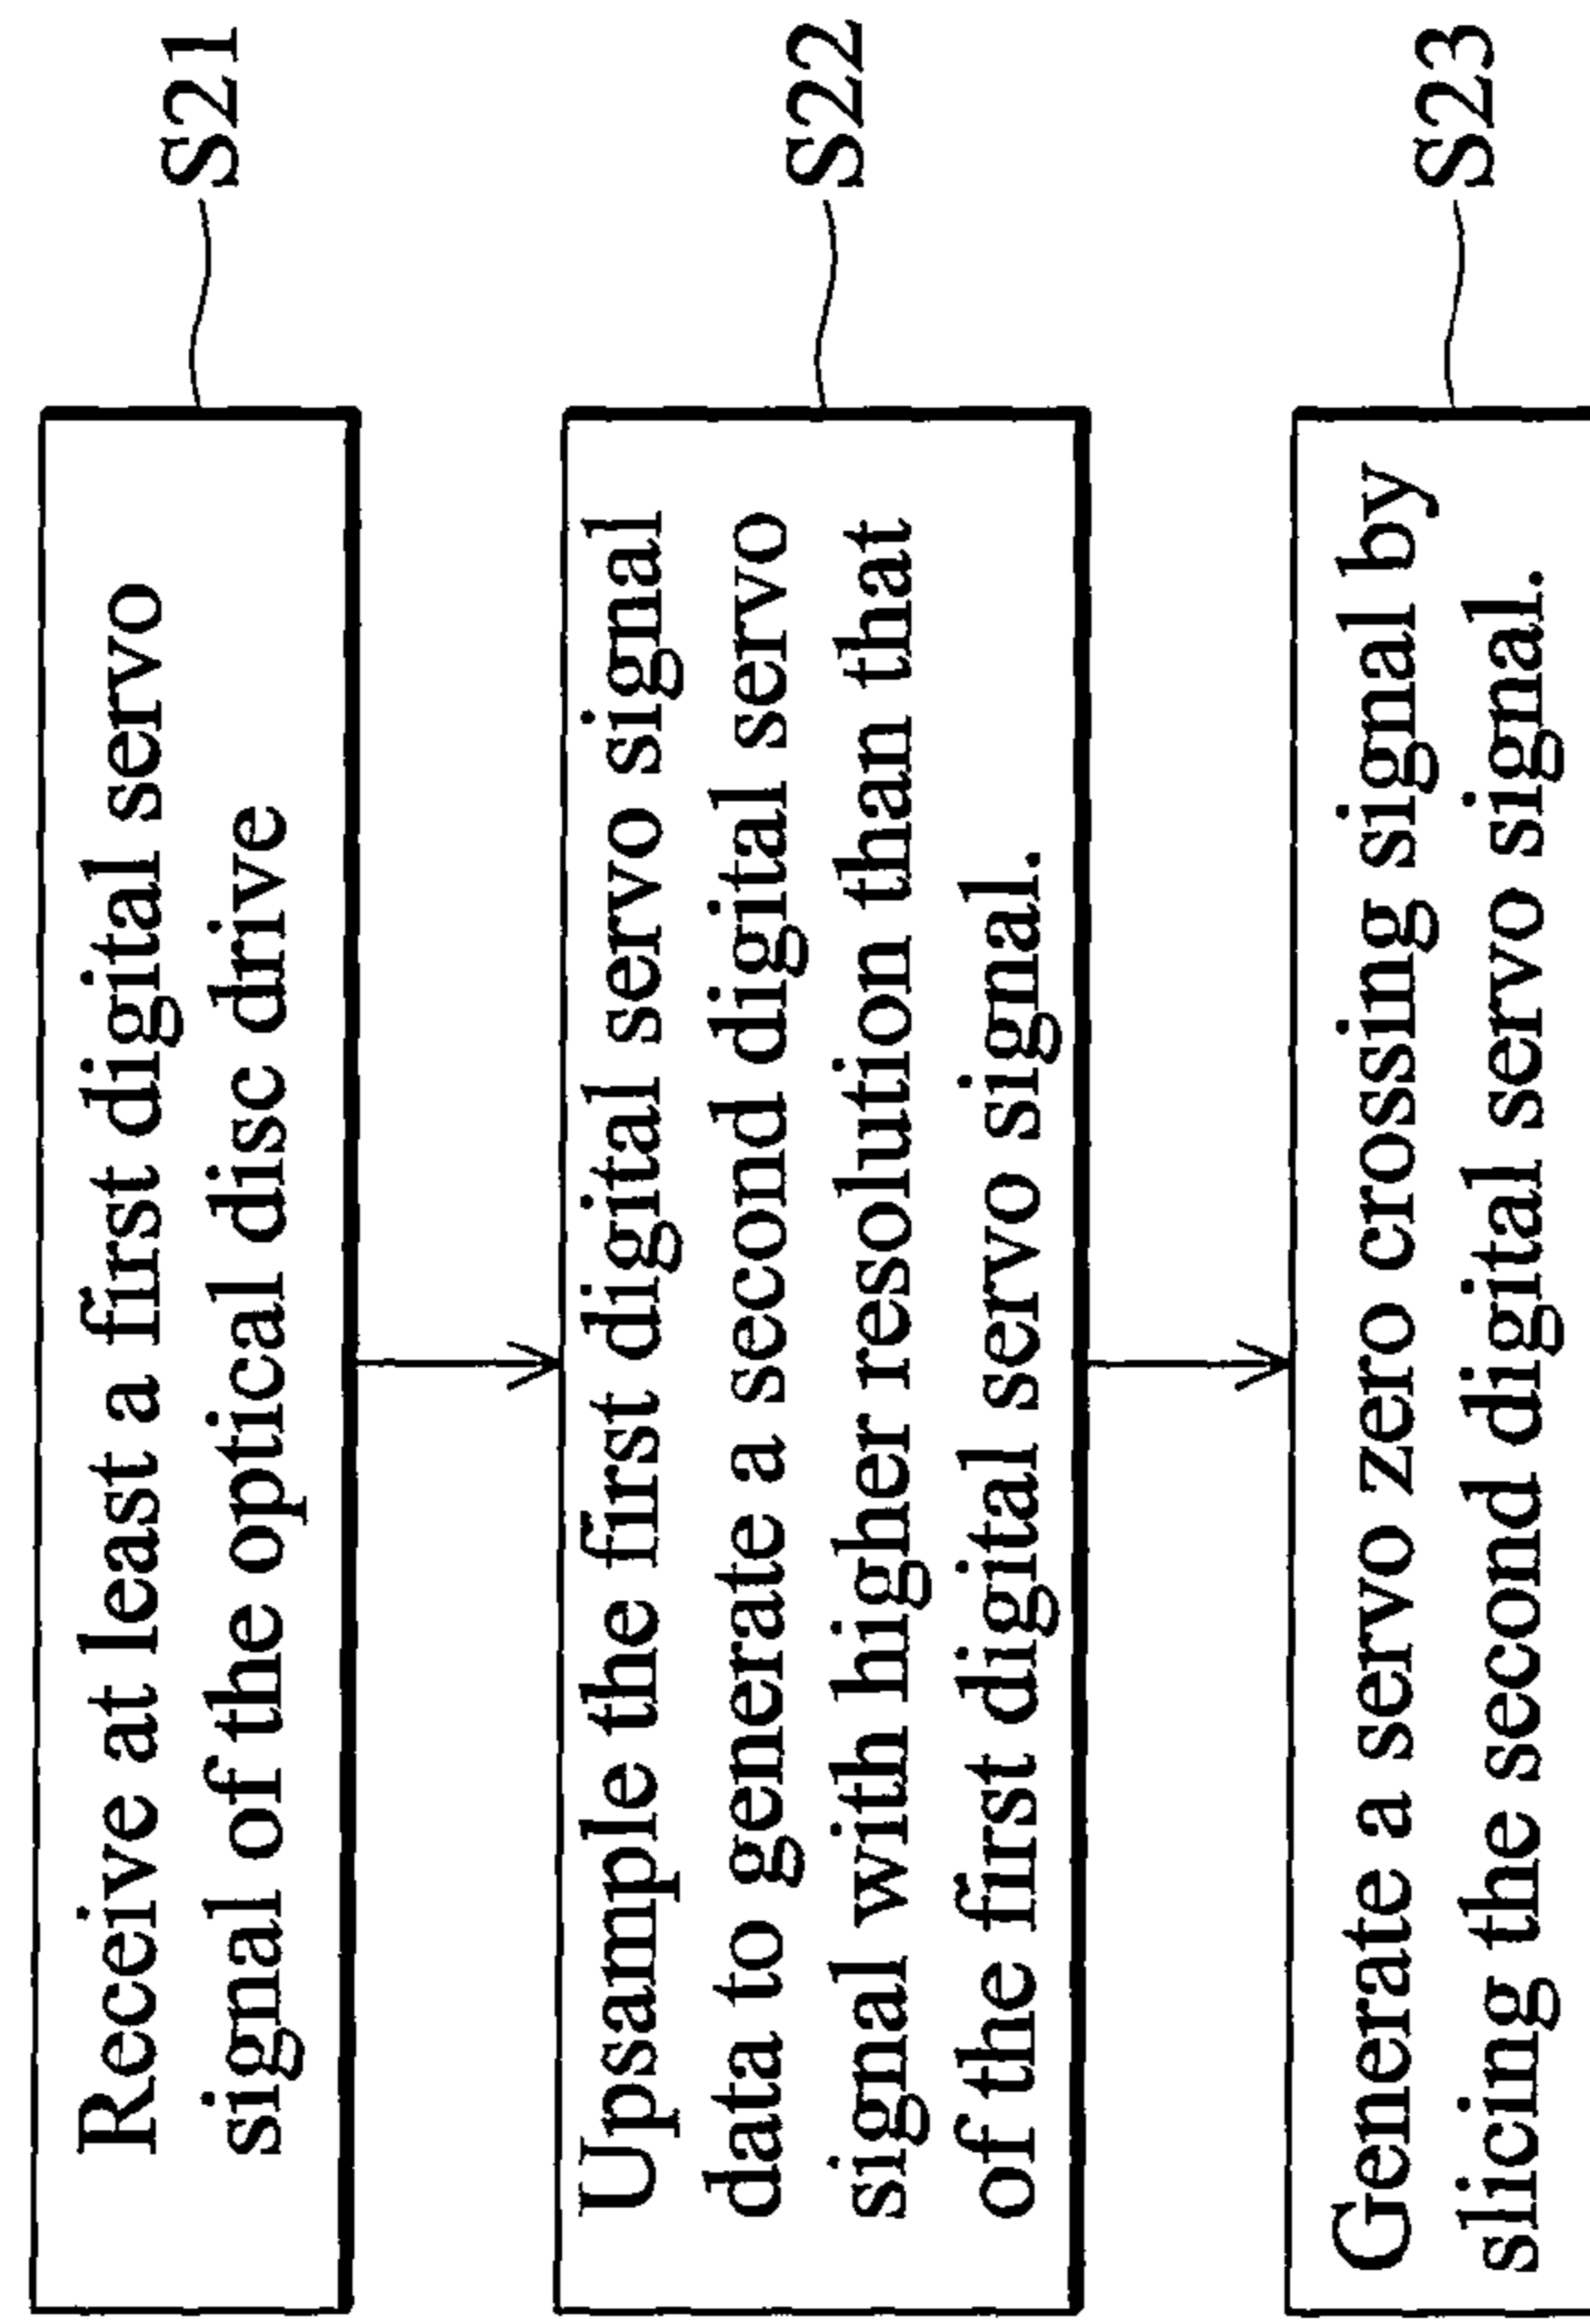 Receive at least a first digital servo
signal of the optical disc drive
S21
Upsample the first digital servo signal
data to generate a second digital servo
signal with higher resolution than that
of the first digital servo signal.
S22
Generate a servo zero crossing signal by
slicing the second digital servo signal.
S23